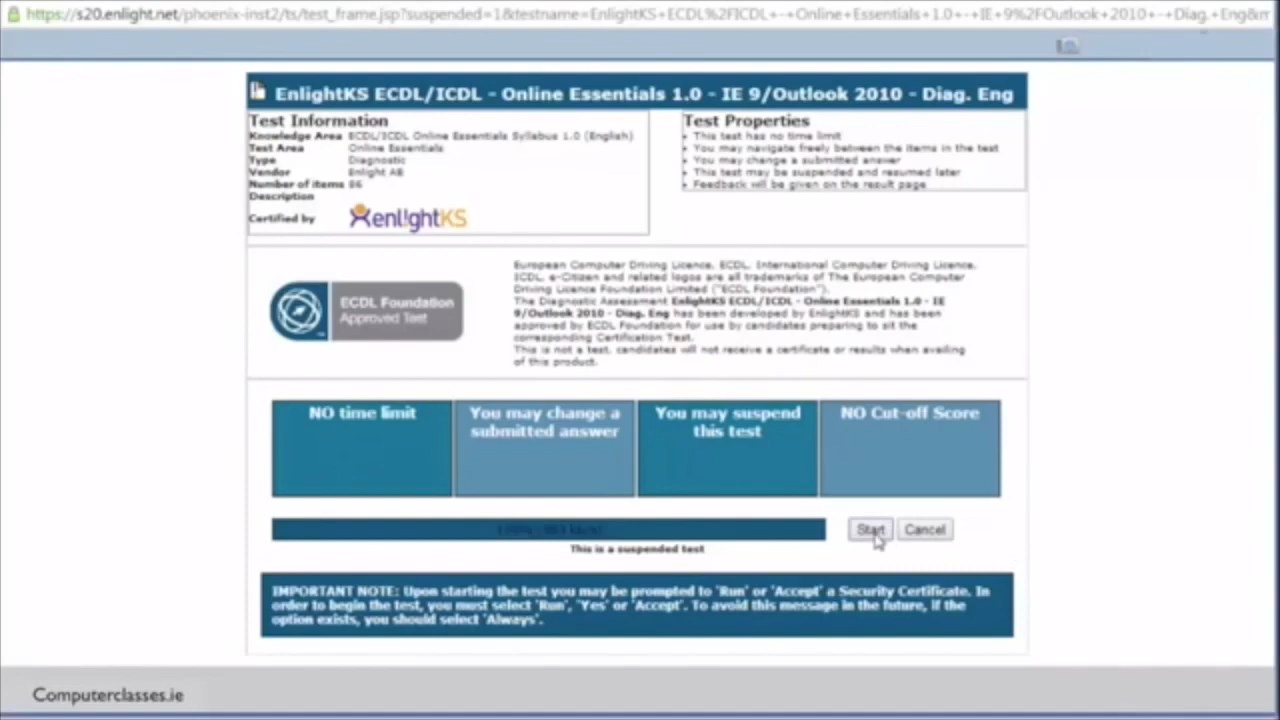 https://s20.enlight.net/phoenix-inst2/ts/test_frame.jsp?suspended=1&testname=EnlightKS+ECDL%2FICDL+-+Online+Essentials+1.0+-+IE+9%2FOutlook+2010+-+Diag.+Eng&m
EnlightKS ECDL/ICDL - Online Essentials 1.0 - IE 9/Outlook 2010 - Diag. Eng
Test Information
Knowledge Area ECDL/ICDL Online Essentials Syllabus 1.0 (English)
Test Area Online Essentials
Type Diagnostic
Vendor Enlight AB
Number of items 86
Description
Certified by enl!ghtKS
Test Properties
• This test has no time limit
• You may navigate freely between the items in the test
• You may change a submitted answer
• This test may be suspended and resumed later
• Feedback will be given on the result page
ECDL Foundation
Approved Test
European Computer Driving Licence, ECDL, International Computer Driving Licence,
ICDL, e-Citizen and related logos are all trademarks of The European Computer
Driving Licence Foundation Limited ("ECDL Foundation").
The Diagnostic Assessment EnlightKS ECDL/ICDL - Online Essentials 1.0 - IE
9/Outlook 2010 - Diag. Eng has been developed by EnlightKS and has been
approved by ECDL Foundation for use by candidates preparing to sit the
corresponding Certification Test.
This is not a test, candidates will not receive a certificate or results when availing
of this product.
NO time limit
You may change a
submitted answer
You may suspend
this test
NO Cut-off Score
Start Cancel
This is a suspended test
IMPORTANT NOTE: Upon starting the test you may be prompted to 'Run' or 'Accept' a Security Certificate. In
order to begin the test, you must select 'Run', 'Yes' or 'Accept'. To avoid this message in the future, if the
option exists, you should select 'Always'.
Computerclasses.ie